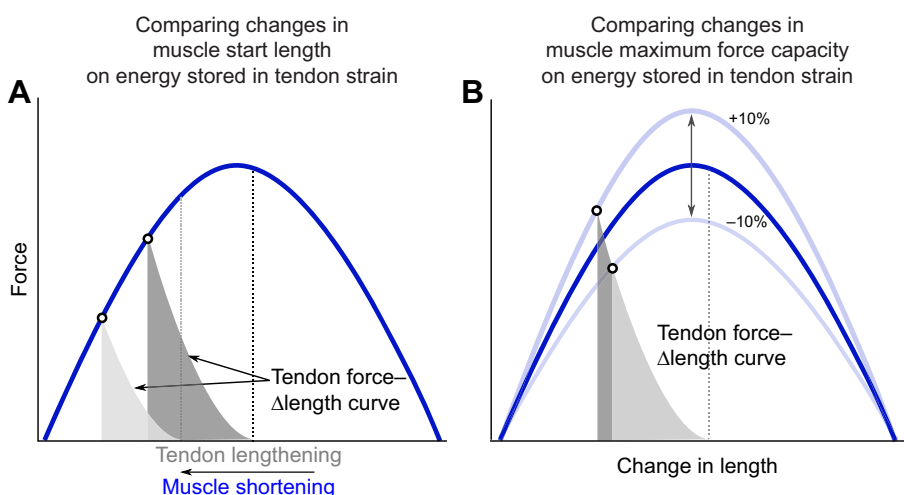 Comparing changes in
muscle start length
on energy stored in tendon strain
A
Force
Tendon force–
Δlength curve
Tendon lengthening
Muscle shortening
Comparing changes in
muscle maximum force capacity
on energy stored in tendon strain
B
+10%
–10%
Tendon force–
Δlength curve
Change in length